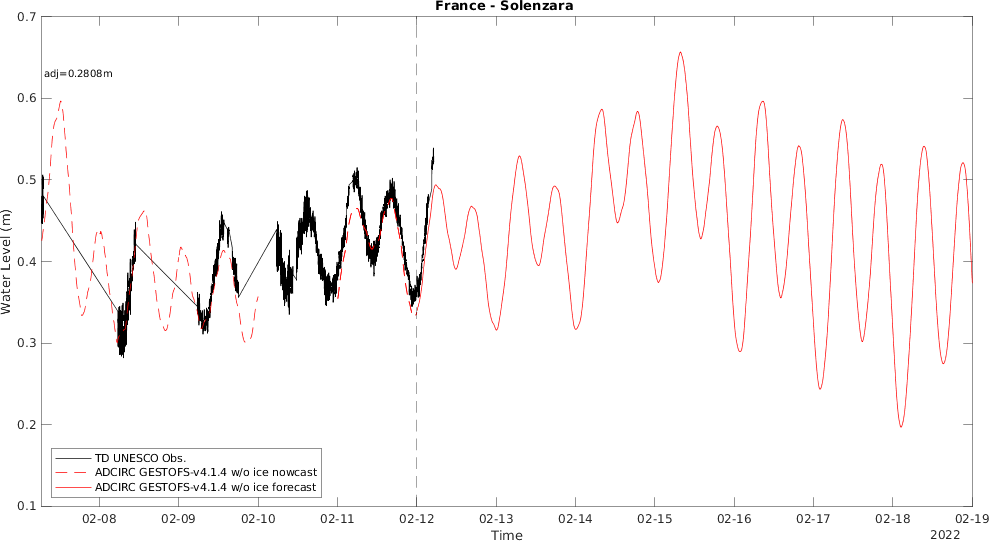 France - Solenzara
0.7
0.6
0.5
0.4
0.3
0.2
0.1
Water Level (m)
adj=0.2808m
TD UNESCO Obs.
ADCIRC GESTOFS-v4.1.4 w/o ice nowcast
ADCIRC GESTOFS-v4.1.4 w/o ice forecast
02-08 02-09 02-10 02-11 02-12 02-13 02-14 02-15 02-16 02-17 02-18 02-19
Time
2022